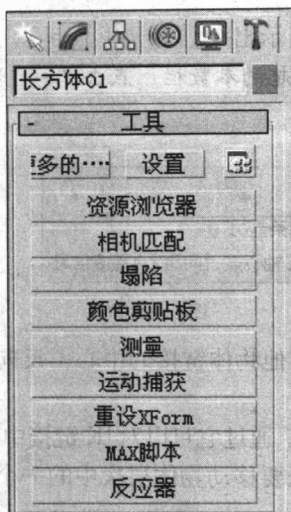 长方体01
- 工具
更多的···· 设置
资源浏览器
相机匹配
塌陷
颜色剪贴板
测量
运动捕获
重设XForm
MAX脚本
反应器